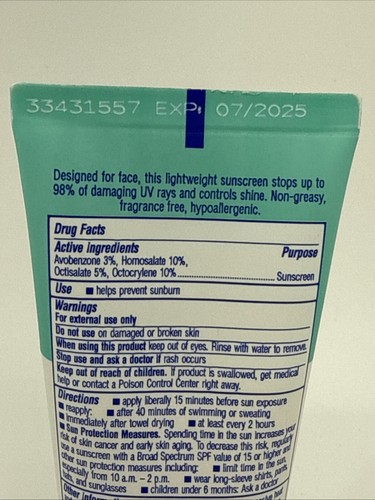 33431557 EXP: 07/2025
Designed for face, this lightweight sunscreen stops up to
98% of damaging UV rays and controls shine. Non-greasy,
fragrance free, hypoallergenic.
Drug Facts
Active ingredients Purpose
Avobenzone 3%, Homosalate 10%,
Octisalate 5%, Octocrylene 10%..........Sunscreen
Use ■ helps prevent sunburn
Warnings
For external use only
Do not use on damaged or broken skin
When using this product keep out of eyes. Rinse with water to remove.
Stop use and ask a doctor if rash occurs
Keep out of reach of children. If product is swallowed, get medical
help or contact a Poison Control Center right away.
Directions ■ apply liberally 15 minutes before sun exposure
■ reapply: ■ after 40 minutes of swimming or sweating
■ immediately after towel drying ■ at least every 2 hours
■ Sun Protection Measures. Spending time in the sun increases your
risk of skin cancer and early skin aging. To decrease this risk, regularly
use a sunscreen with a Broad Spectrum SPF value of 15 or higher and
other sun protection measures including: ■ limit time in the sun,
especially from 10 a.m. – 2 p.m. ■ wear long-sleeve shirts, pants,
hats, and sunglasses ■ children under 6 months: Ask a doctor